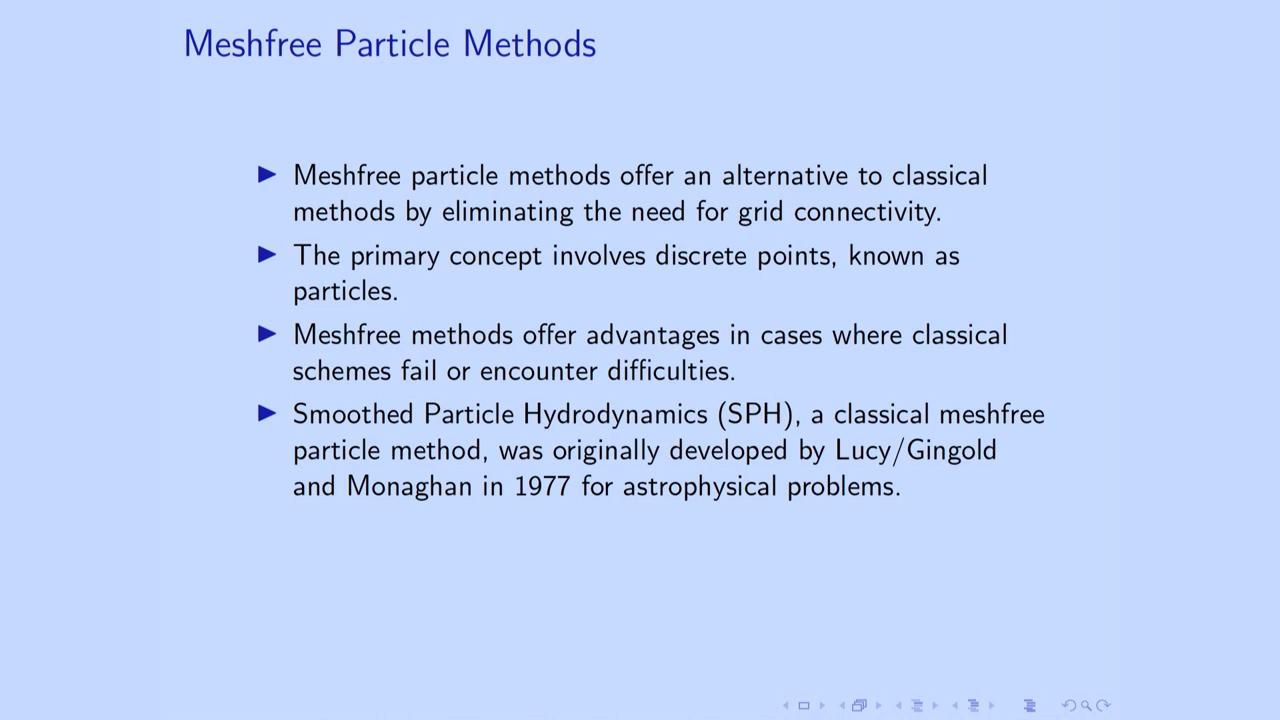 Meshfree Particle Methods
Meshfree particle methods offer an alternative to classical
methods by eliminating the need for grid connectivity.
The primary concept involves discrete points, known as
particles.
Meshfree methods offer advantages in cases where classical
schemes fail or encounter difficulties.
Smoothed Particle Hydrodynamics (SPH), a classical meshfree
particle method, was originally developed by Lucy/Gingold
and Monaghan in 1977 for astrophysical problems.